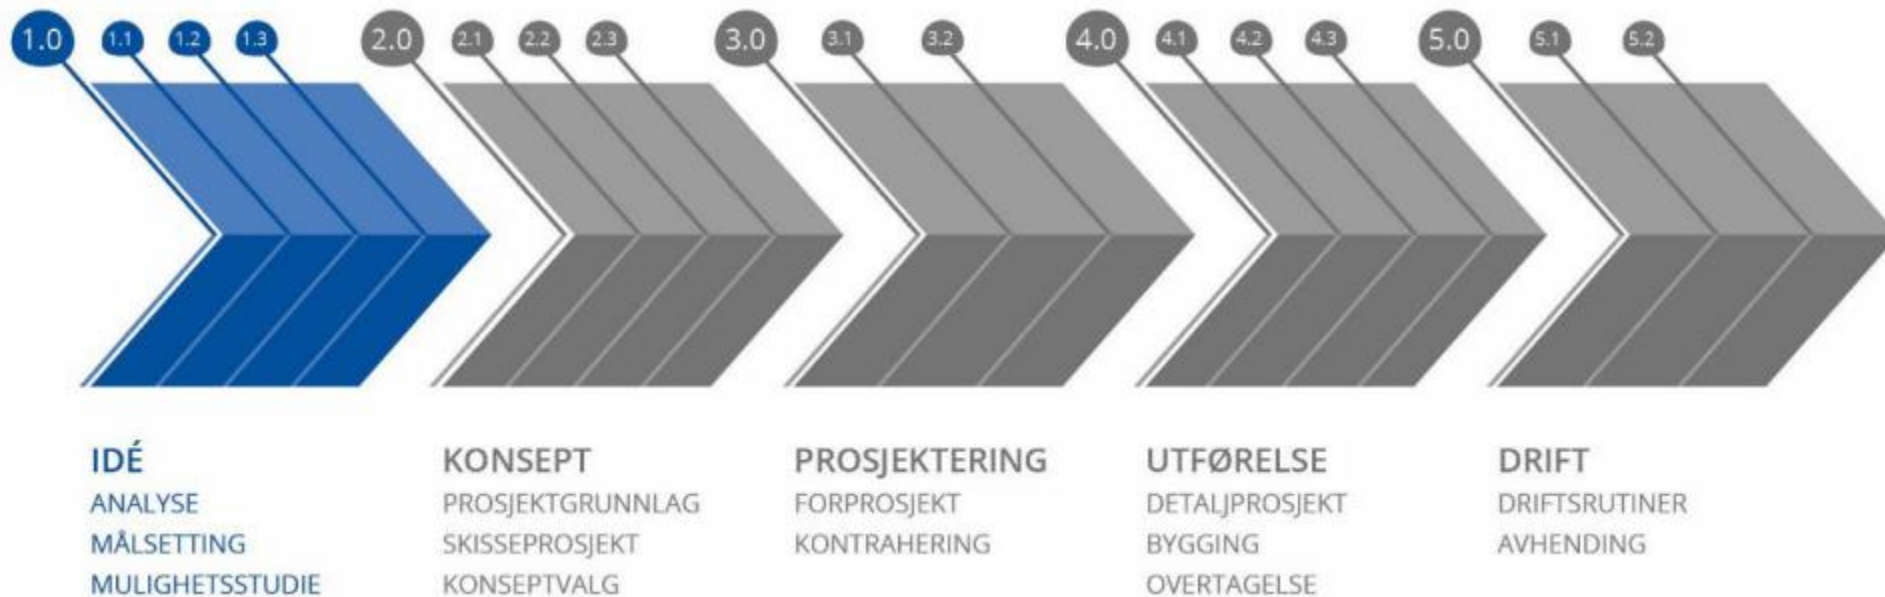 1.0 1.1 1.2 1.3 2.0 2.1 2.2 2.3 3.0 3.1 3.2 4.0 4.1 4.2 4.3 5.0 5.1 5.2
IDÉ
ANALYSE
MÅLSETTING
MULIGHETSSTUDIE
KONSEPT
PROSJEKTGRUNNLAG
SKISSEPROSJEKT
KONSEPTVALG
PROSJEKTERING
FORPROSJEKT
KONTRAHERING
UTFØRELSE
DETALJPROSJEKT
BYGGING
OVERTAGELSE
DRIFT
DRIFTSRUTINER
AVHENDING